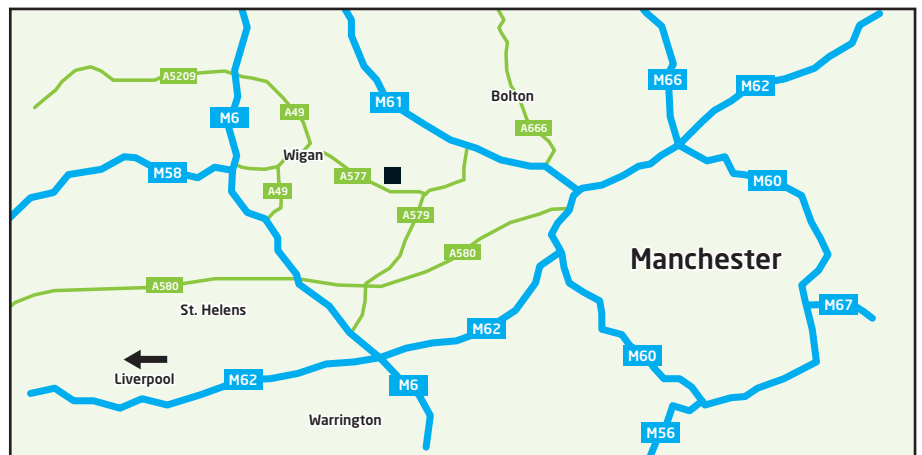 A5209
M66
M62
Bolton
M61
A49
M6
A666
Wigan
M58
A577
M60
A49
A579
A580
Manchester
A580
M67
St. Helens
M62
M60
Liverpool
M62
M6
Warrington
M56